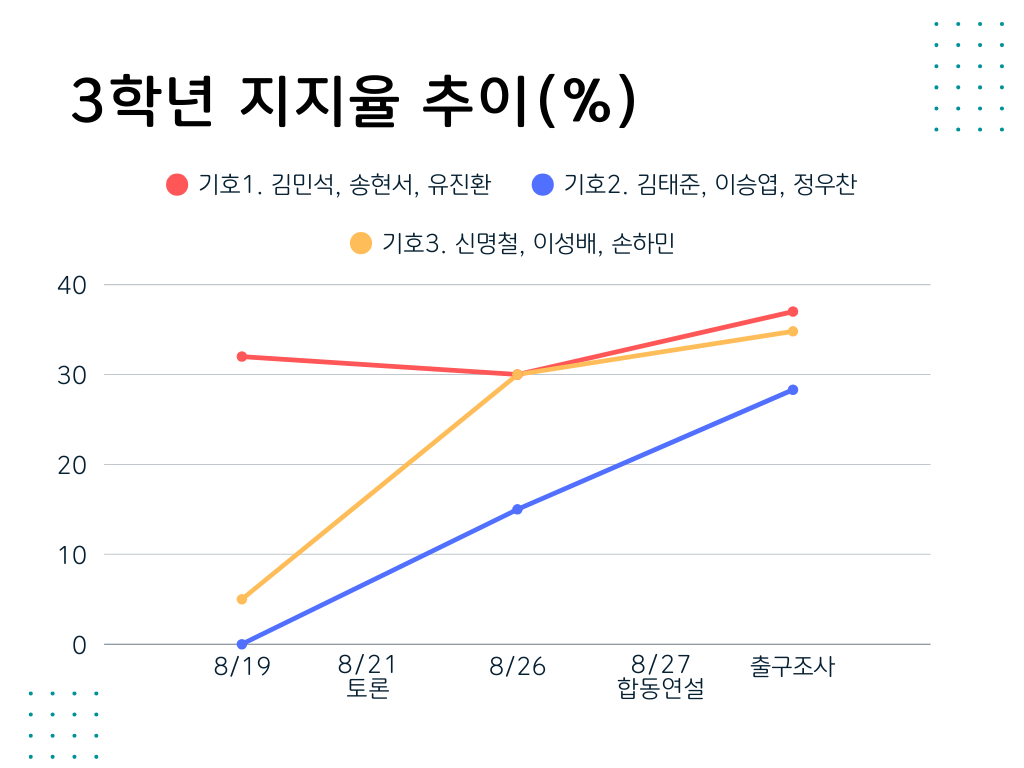 3학년 지지율 추이(%)
기호1. 김민석, 송현서, 유진환
기호2. 김태준, 이승엽, 정우찬
기호3. 신명철, 이성배, 손하민
40
30
20
10
0
8/19
8/21
토론
8/26
8/27
합동연설
출구조사